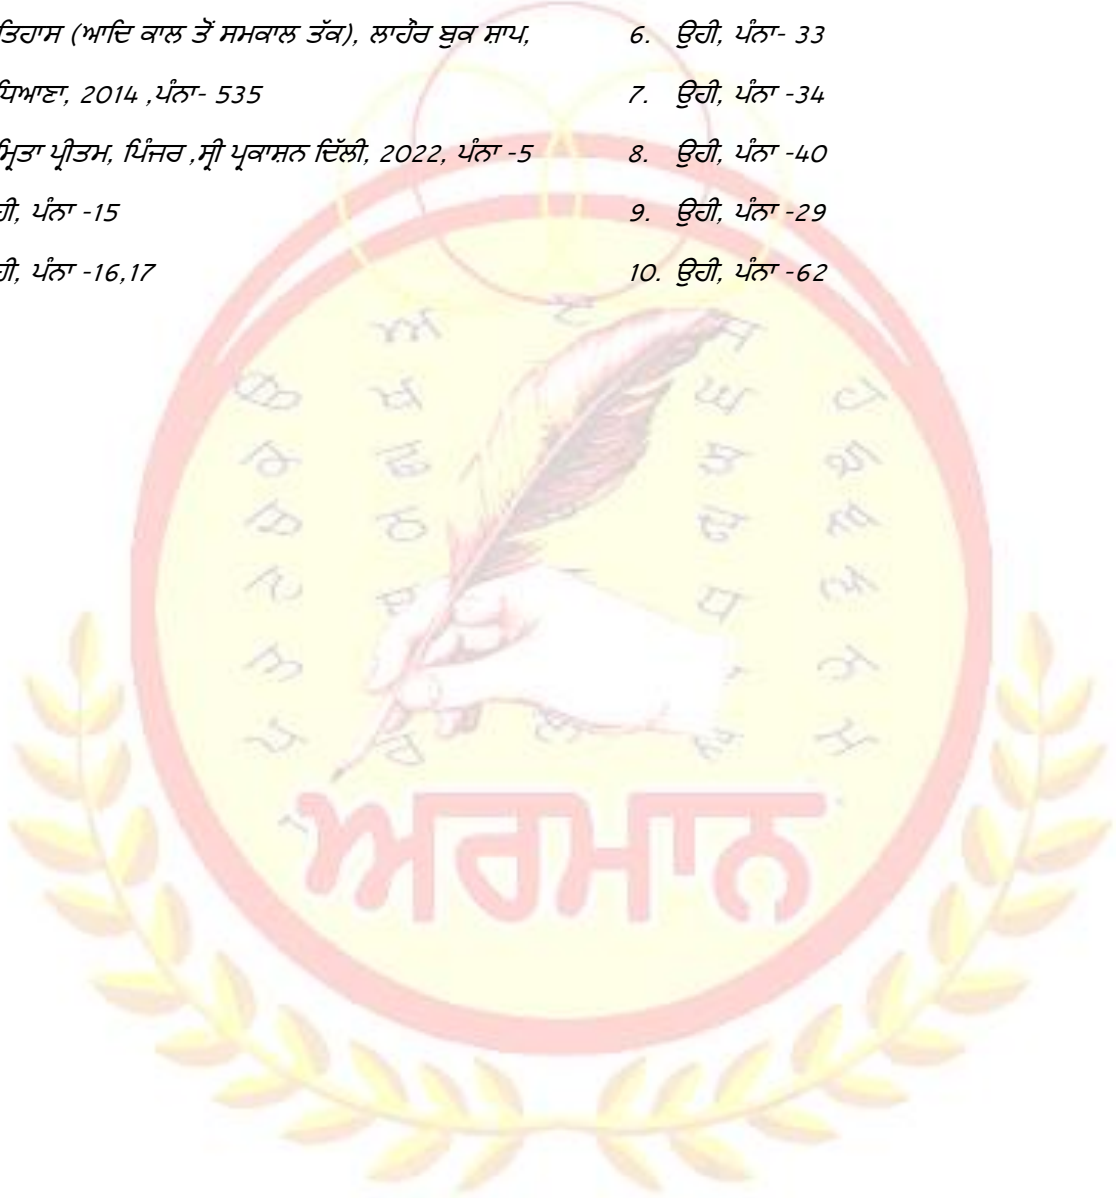 ਤਿਹਾਸ (ਆਦਿ ਕਾਲ ਤੋਂ ਸਮਕਾਲ ਤੱਕ), ਲਾਹੌਰ ਬੁਕ ਸ਼ਾਪ,
ਧਿਆਣਾ, 2014 ,ਪੰਨਾ- 535
ਮ੍ਰਿਤਾ ਪ੍ਰੀਤਮ, ਪਿੰਜਰ ,ਸ੍ਰੀ ਪ੍ਰਕਾਸ਼ਨ ਦਿੱਲੀ, 2022, ਪੰਨਾ -5
ਹੀ, ਪੰਨਾ -15
ਹੀ, ਪੰਨਾ -16,17
6. ਉਹੀ, ਪੰਨਾ- 33
7. ਉਹੀ, ਪੰਨਾ -34
8. ਉਹੀ, ਪੰਨਾ -40
9. ਉਹੀ, ਪੰਨਾ -29
10. ਉਹੀ, ਪੰਨਾ -62
ਅਰਮਾਨ